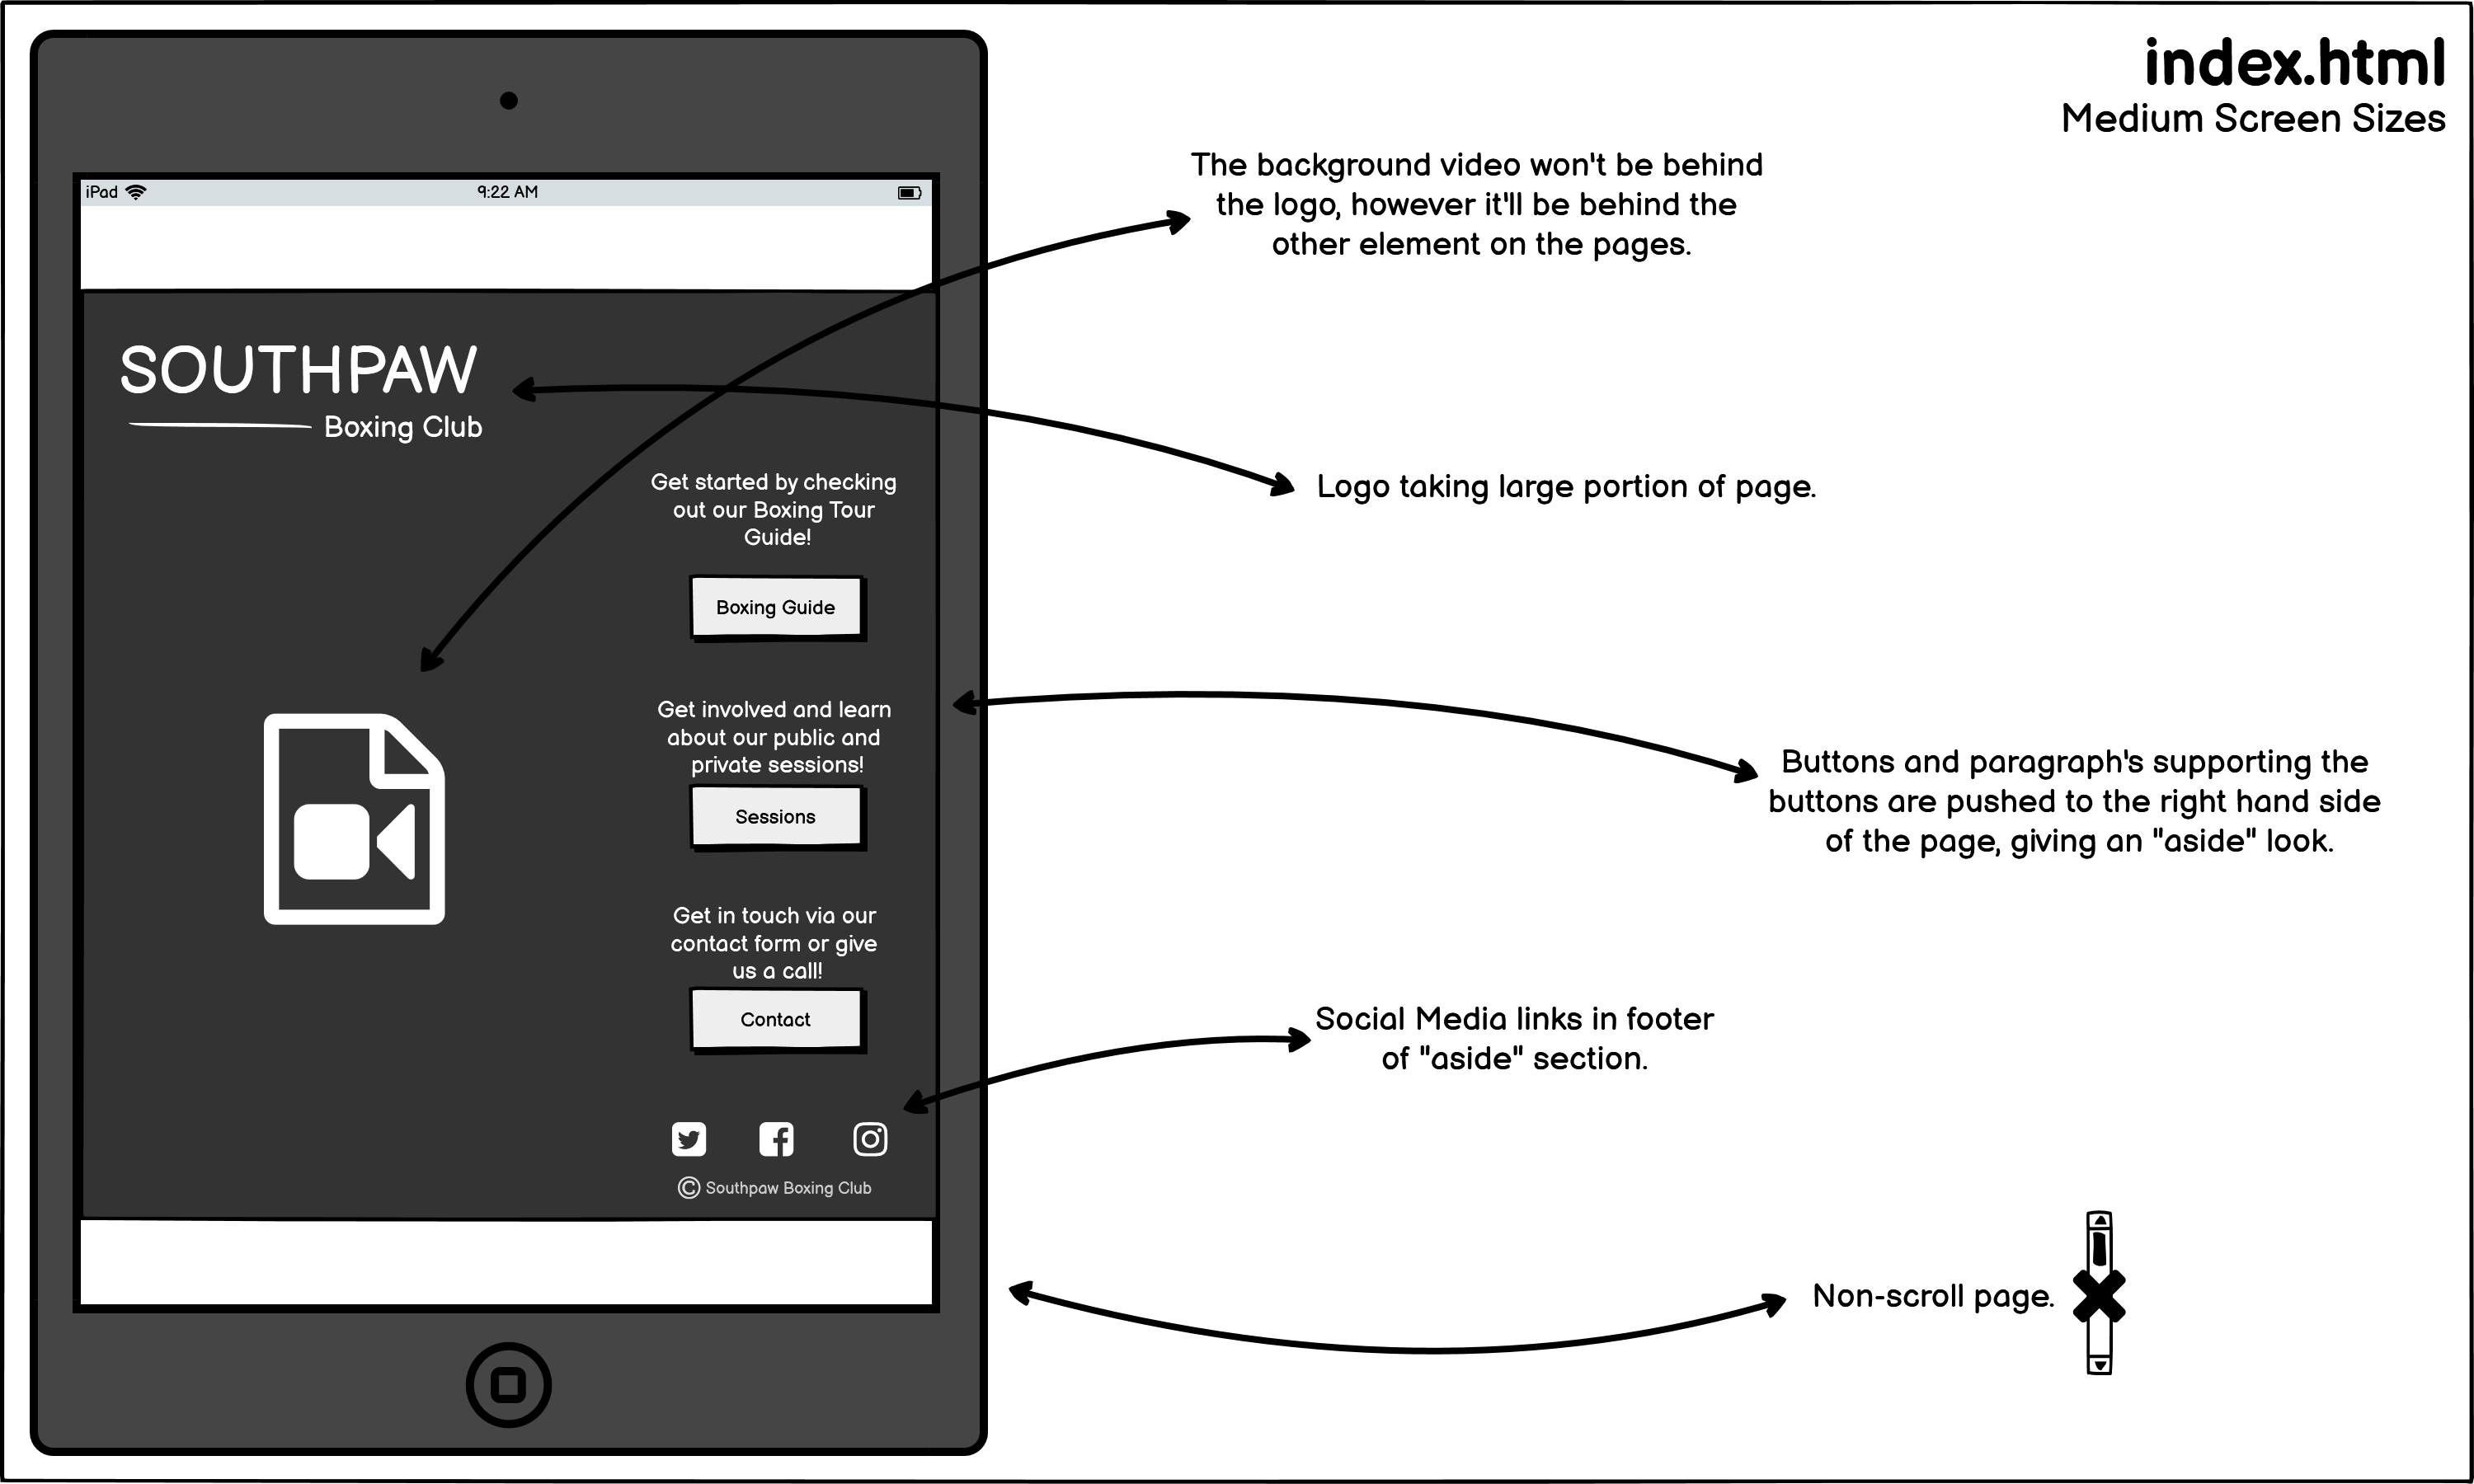 index.html
Medium Screen Sizes
iPad
9:22 AM
SOUTHPAW
Boxing Club
Get started by checking
out our Boxing Tour
Guide!
Boxing Guide
Get involved and learn
about our public and
private sessions!
Sessions
Get in touch via our
contact form or give
us a call!
Contact
© Southpaw Boxing Club
The background video won't be behind
the logo, however it'll be behind the
other element on the pages.
Logo taking large portion of page.
Buttons and paragraph's supporting the
buttons are pushed to the right hand side
of the page, giving an "aside" look.
Social Media links in footer
of "aside" section.
Non-scroll page.